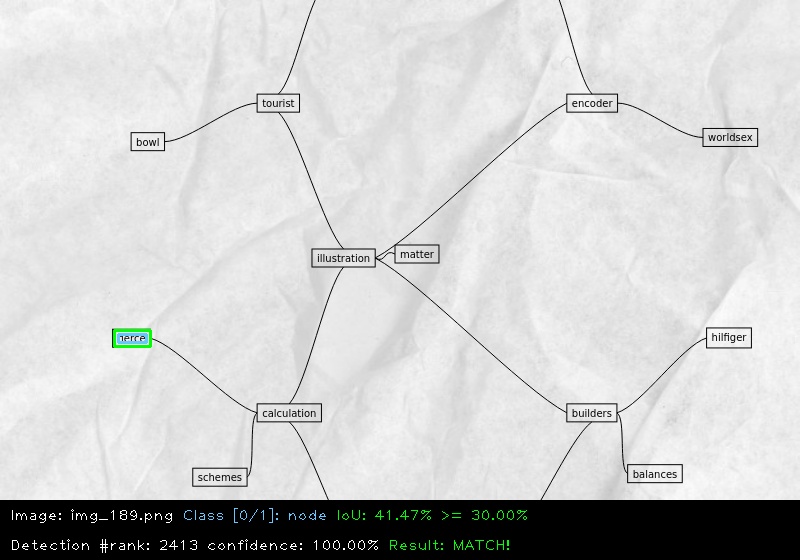 tourist
encoder
bowl
worldsex
illustration
matter
hilfiger
calculation
builders
schemes
balances
Image: img_189.png Class [0/1]: node IoU: 41.47% >= 30.00%
Detection #rank: 2413 confidence: 100.00% Result: MATCH!